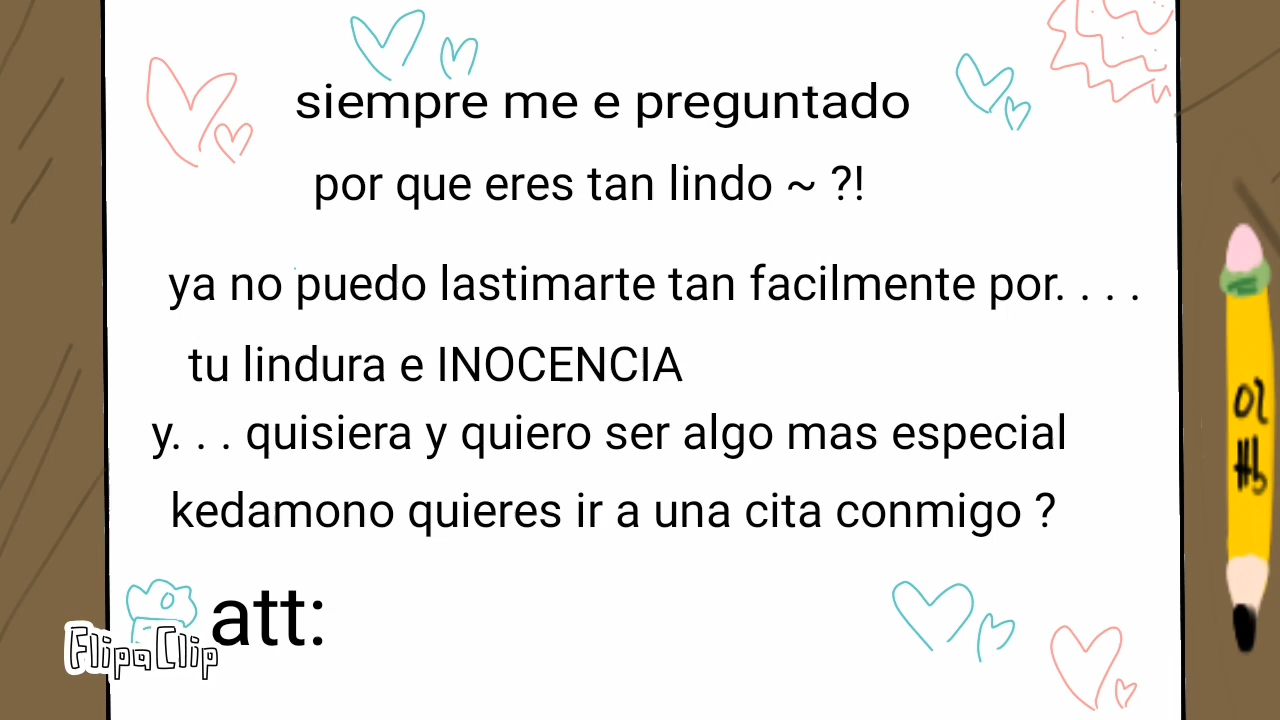 siempre me e preguntado
por que eres tan lindo ~ ?!
ya no puedo lastimarte tan facilmente por. . . .
tu lindura e INOCENCIA
y. . . quisiera y quiero ser algo mas especial
kedamono quieres ir a una cita conmigo ?
att:
FlipaClip